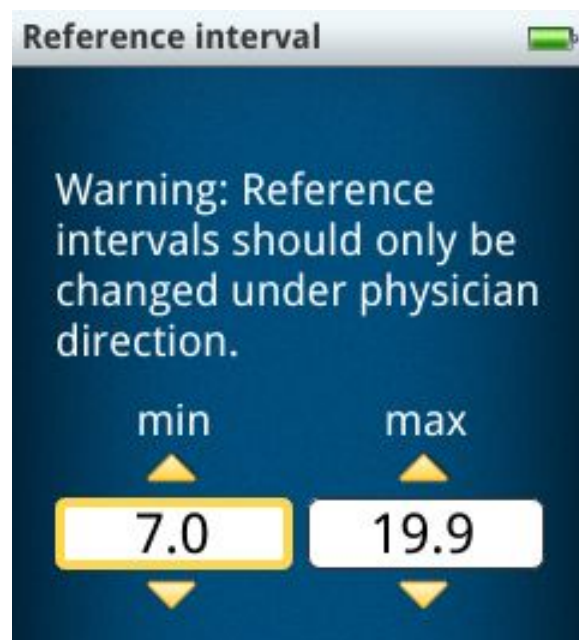 Reference interval
Warning: Reference
intervals should only be
changed under physician
direction.
min max
7.0 19.9